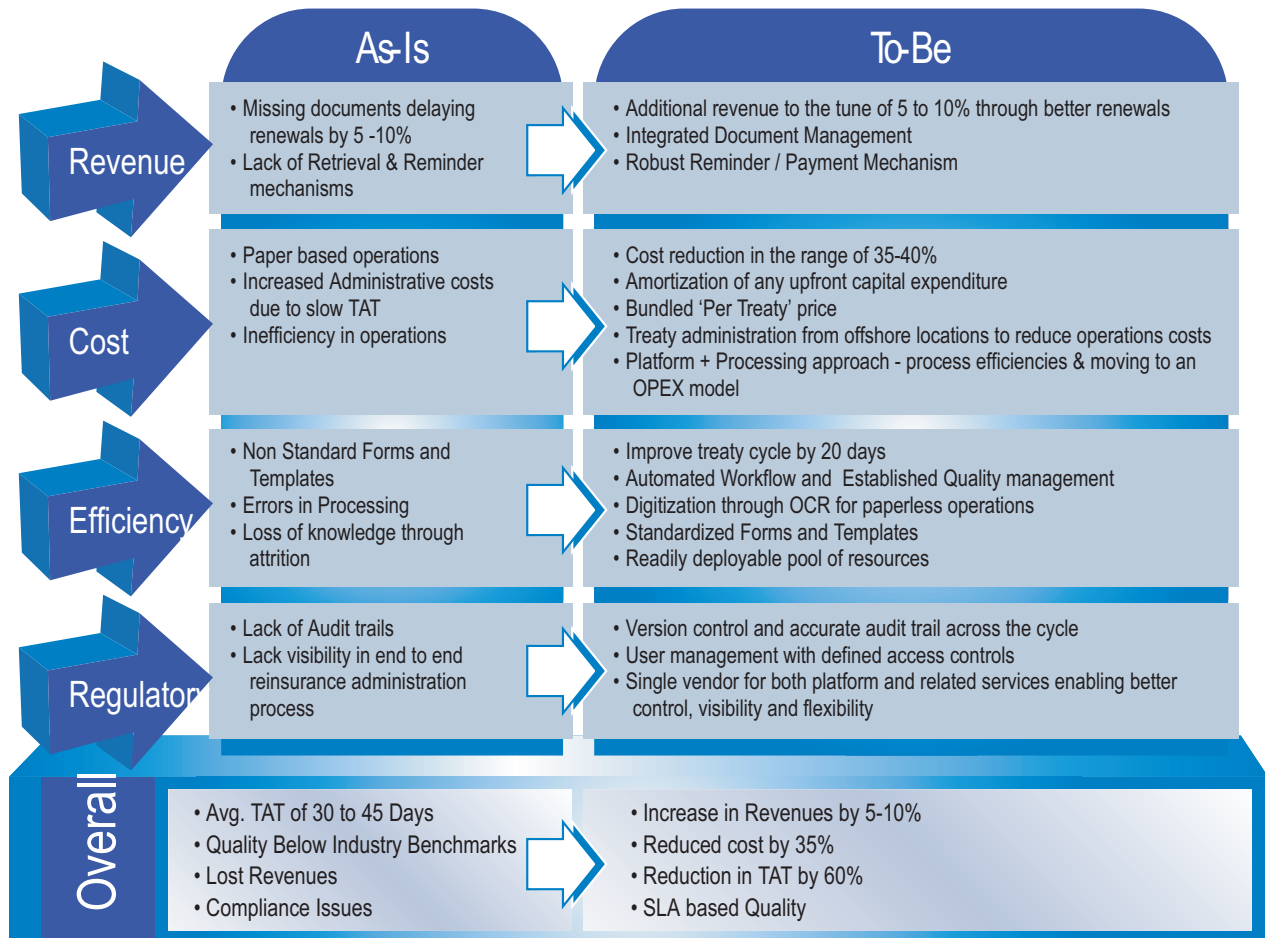 As-Is
To-Be
Revenue
• Missing documents delaying
renewals by 5 -10%
• Lack of Retrieval & Reminder
mechanisms
• Additional revenue to the tune of 5 to 10% through better renewals
• Integrated Document Management
• Robust Reminder / Payment Mechanism
Cost
• Paper based operations
• Increased Administrative costs
due to slow TAT
• Inefficiency in operations
• Cost reduction in the range of 35-40%
• Amortization of any upfront capital expenditure
• Bundled ‘Per Treaty’ price
• Treaty administration from offshore locations to reduce operations costs
• Platform + Processing approach - process efficiencies & moving to an
OPEX model
Efficiency
• Non Standard Forms and
Templates
• Errors in Processing
• Loss of knowledge through
attrition
• Improve treaty cycle by 20 days
• Automated Workflow and Established Quality management
• Digitization through OCR for paperless operations
• Standardized Forms and Templates
• Readily deployable pool of resources
Regulatory
• Lack of Audit trails
• Lack visibility in end to end
reinsurance administration
process
• Version control and accurate audit trail across the cycle
• User management with defined access controls
• Single vendor for both platform and related services enabling better
control, visibility and flexibility
Overall
• Avg. TAT of 30 to 45 Days
• Quality Below Industry Benchmarks
• Lost Revenues
• Compliance Issues
• Increase in Revenues by 5-10%
• Reduced cost by 35%
• Reduction in TAT by 60%
• SLA based Quality